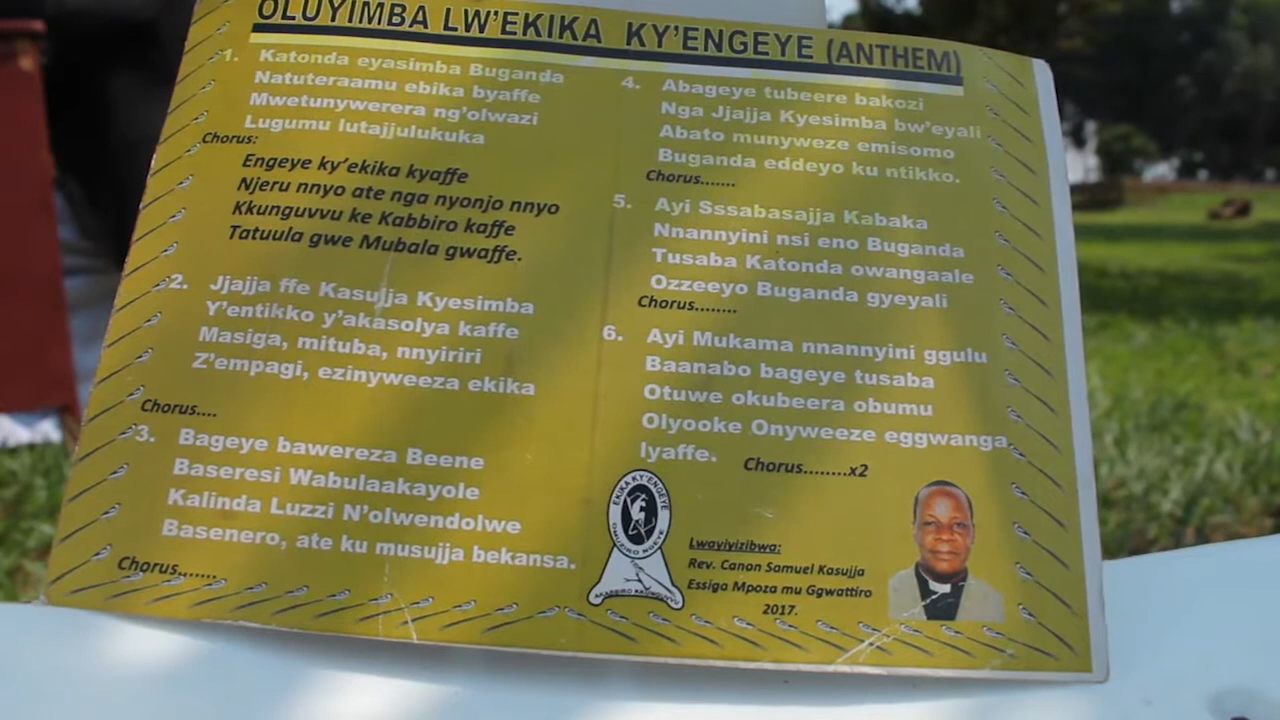 OLUYIMBA LW'EKIKA KY'ENGEYE (ANTHEM)
1. Katonda eyasimba Buganda
Natuteraamu ebika byaffe
Mwetunywerera ng'olwazi
Lugumu lutajjulukuka
Chorus:
Engeye ky'ekika kyaffe
Njeru nnyo ate nga nyonjo nnyo
Kkunguvvu ke Kabbiro kaffe
Tatuula gwe Mubala gwaffe.
2. Jjajja ffe Kasujja Kyesimba
Y'entikko y'akasolya kaffe
Masiga, mituba, nnyiriri
Z'empagi, ezinyweeza ekika
Chorus....
3. Bageye bawereza Beene
Baseresi Wabulaakayole
Kalinda Luzzi N'olwendolwe
Basenero, ate ku musujja bekansa.
Chorus.......
4. Abageye tubeere bakozi
Nga Jjajja Kyesimba bw'eyali
Abato munyweze emisomo
Buganda eddeyo ku ntikko.
Chorus.......
5. Ayi Sssabasajja Kabaka
Nnannyini nsi eno Buganda
Tusaba Katonda owangaale
Ozzeeyo Buganda gyeyali
Chorus........
6. Ayi Mukama nnannyini ggulu
Baanabo bageye tusaba
Otuwe okubeera obumu
Olyooke Onyweeze eggwanga
lyaffe.
Chorus........x2
EKIKA KY'ENGEYE
OMUZIRO NGEYE
AKABBIRO KKUNGUVVU
Lwayiyizibwa:
Rev. Canon Samuel Kasujja
Essiga Mpoza mu Ggwattiro
2017.